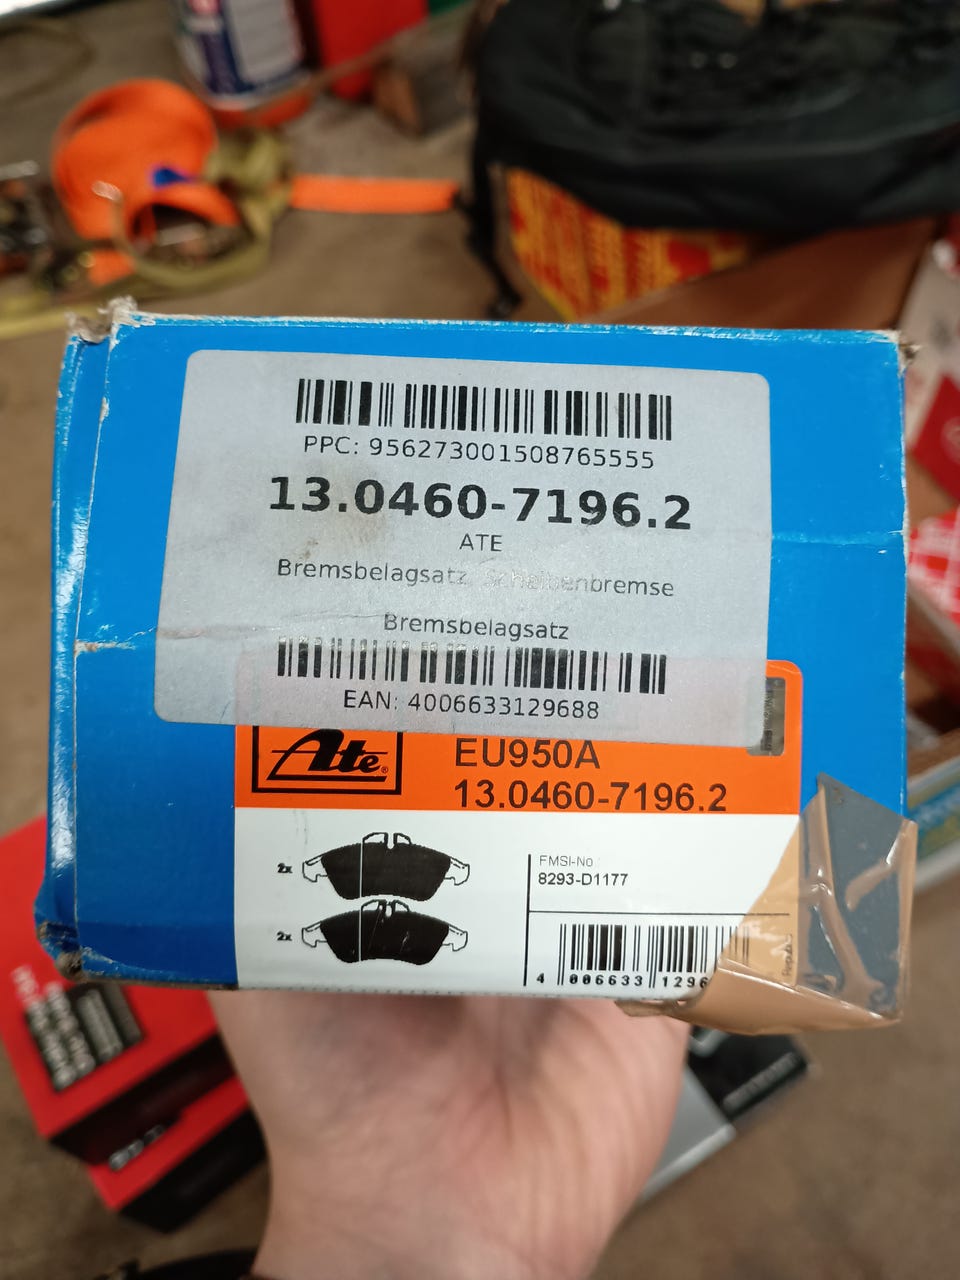 PPC: 956273001508765555
13.0460-7196.2
ATE
Bremsbelagsatz, Scheibenbremse
Bremsbelagsatz
EAN: 4006633129688
Ate®
EU950A
13.0460-7196.2
2x
FMSI-No
8293-D1177
2x
4 006633 1296
Republic